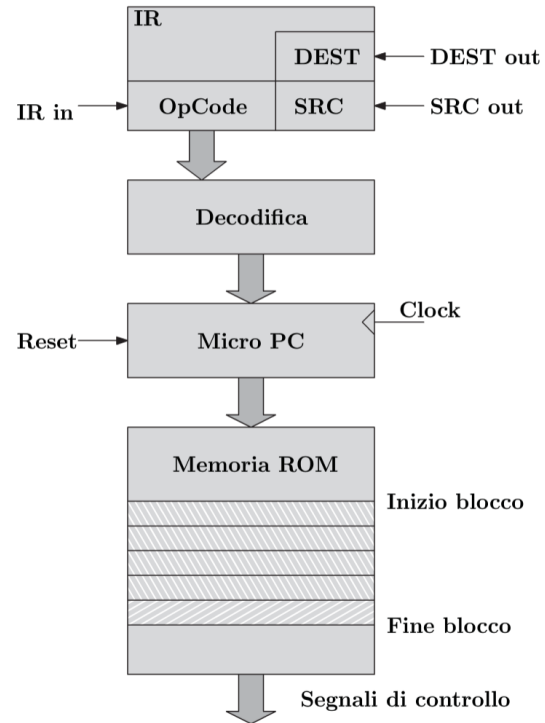 IR
DEST
DEST out
IR in
OpCode
SRC
SRC out
Decodifica
Clock
Reset
Micro PC
Memoria ROM
Inizio blocco
Fine blocco
Segnali di controllo